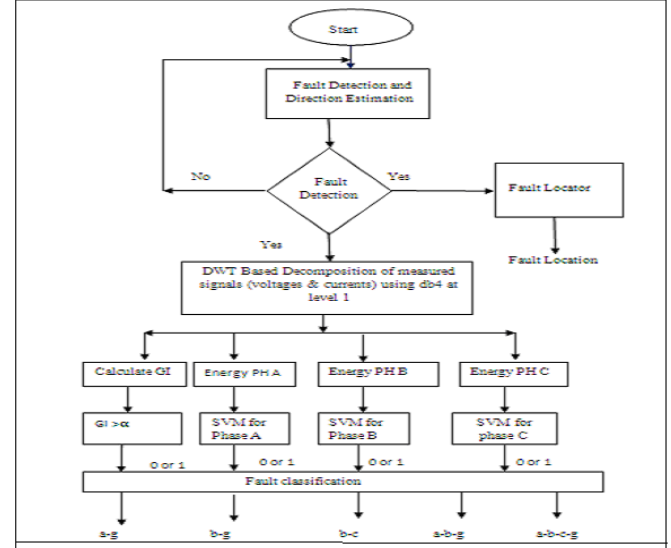 Start
Fault Detection and
Direction Estimation
No
Fault
Detection
Yes
Fault Locator
Yes
Fault Location
DWT Based Decomposition of measured
signals (voltages & currents) using db4 at
level 1
Calculate GI
Energy PH A
Energy PH B
Energy PH C
GI >α
SVM for
Phase A
SVM for
Phase B
SVM for
phase C
0 or 1
0 or 1
0 or 1
0 or 1
Fault classification
a-g
b-g
b-c
a-b-g
a-b-c-g